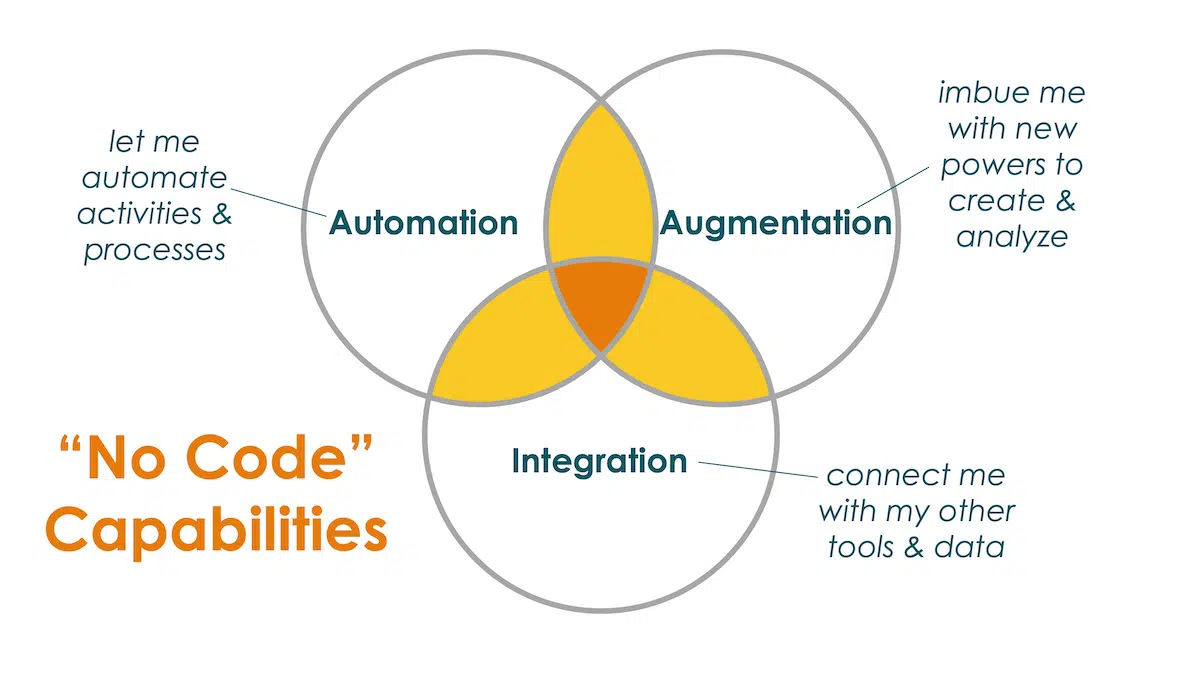 let me
automate
activities &
processes
Automation
Augmentation
imbue me
with new
powers to
create &
analyze
“No Code”
Capabilities
Integration
connect me
with my other
tools & data